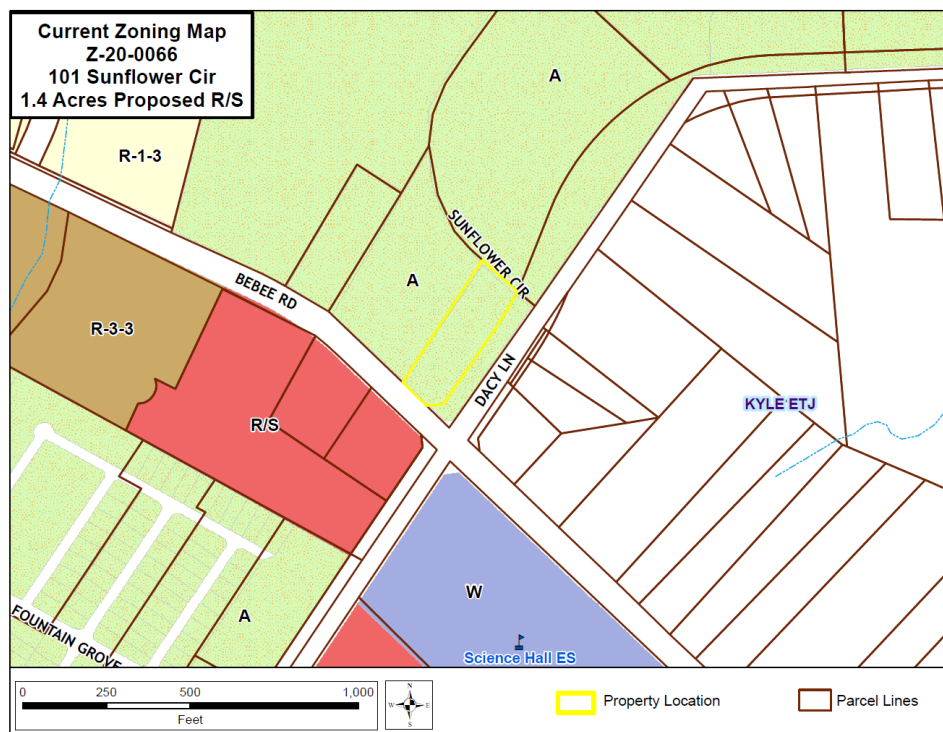 Current Zoning Map
Z-20-0066
101 Sunflower Cir
1.4 Acres Proposed R/S
A
R-1-3
SUNFLOWER CIR
A
BEBEE RD
R-3-3
DACY LN
KYLE ETJ
R/S
W
A
FOUNTAIN GROVE
Science Hall ES
0 250 500 1,000
Feet
N
W E
S
Property Location
Parcel Lines